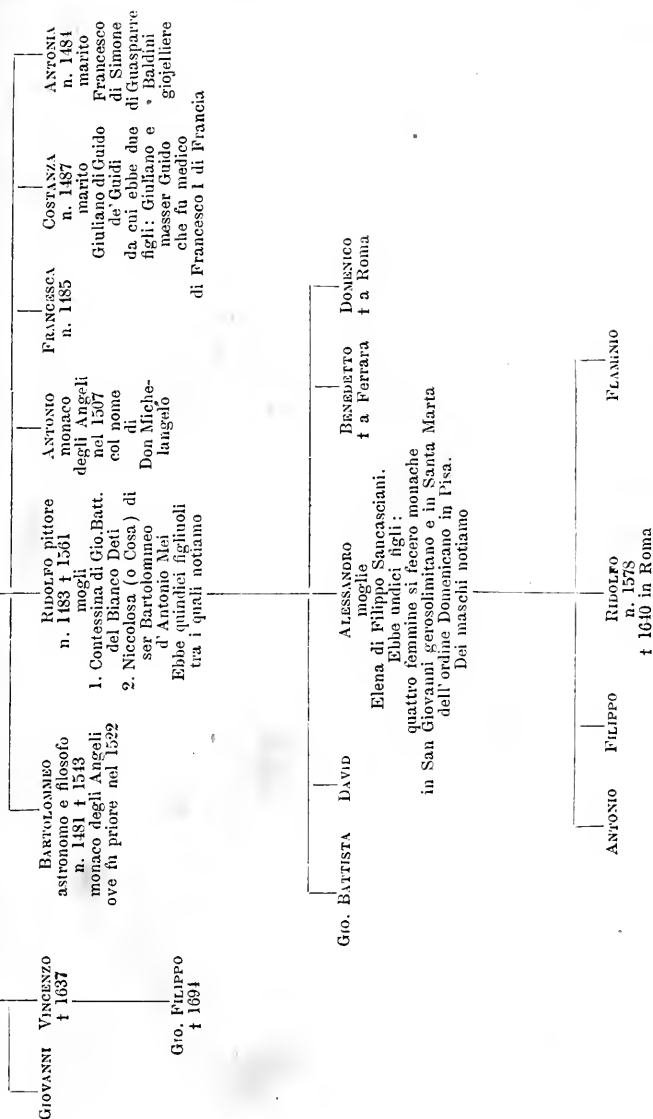 GIOVANNI
VINCENZO
† 1637
GIO. FILIPPO
† 1694
BARTOLOMMEO
astronomo e filosofo
n. 1481 † 1543
monaco degli Angeli
ove fu priore nel 1522
RIDOLFO pittore
n. 1483 † 1561
mogli
1. Contessina di Gio.Batt.
del Bianco Deti
2. Niccolosa (o Cosa) di
ser Bartolommeo
d'Antonio Mei
Ebbe quindici figliuoli
tra i quali notiamo
ANTONIO
monaco
degli Angeli
nel 1507
col nome
di
Don Miche-
langelo
FRANCESCA
n. 1485
COSTANZA
n. 1487
marito
Giuliano di Guido
de' Guidi
da cui ebbe due
figli: Giuliano e
messer Guido
che fu medico
di Francesco I di Francia
ANTONIA
n. 1484
marito
Francesco
di Simone
di Guasparre
Baldini
giojelliere
GIO. BATTISTA
DAVID
ALESSANDRO
moglie
Elena di Filippo Sancasciani.
Ebbe undici figli:
quattro femmine si fecero monache
in San Giovanni gerosolimitano e in Santa Marta
dell'ordine Domenicano in Pisa.
Dei maschi notiamo
BENEDETTO
† a Ferrara
DOMENICO
† a Roma
ANTONIO
FILIPPO
RIDOLFO
n. 1578
† 1640 in Roma
FLAMINIO